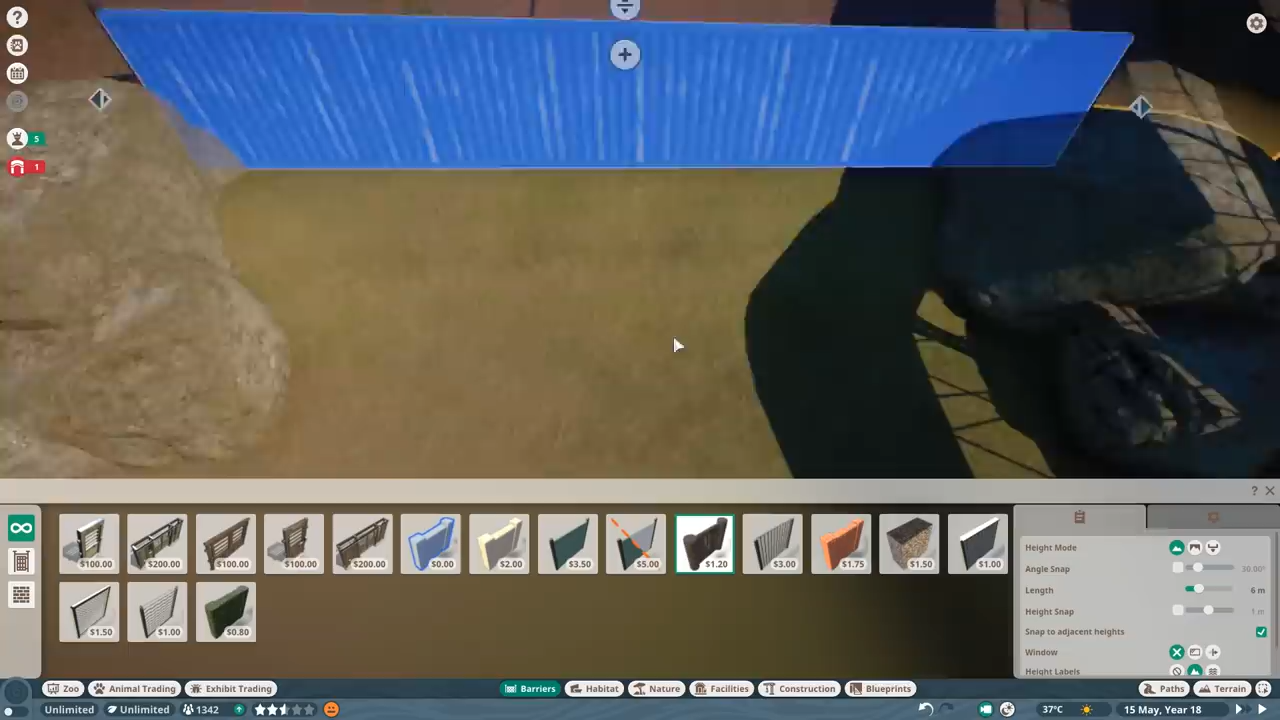 ?
5
1
+
? ×
$100.00 $200.00 $100.00 $100.00 $200.00 $0.00 $2.00 $3.50 $5.00 $1.20 $3.00 $1.75 $1.50 $1.00
$1.50 $1.00 $0.80
Height Mode
Angle Snap 30.00°
Length 6 m
Height Snap 1 m
Snap to adjacent heights
Window
Height Labels
Zoo Animal Trading Exhibit Trading Barriers Habitat Nature Facilities Construction Blueprints Paths Terrain
Unlimited Unlimited 1342 37°C 15 May, Year 18